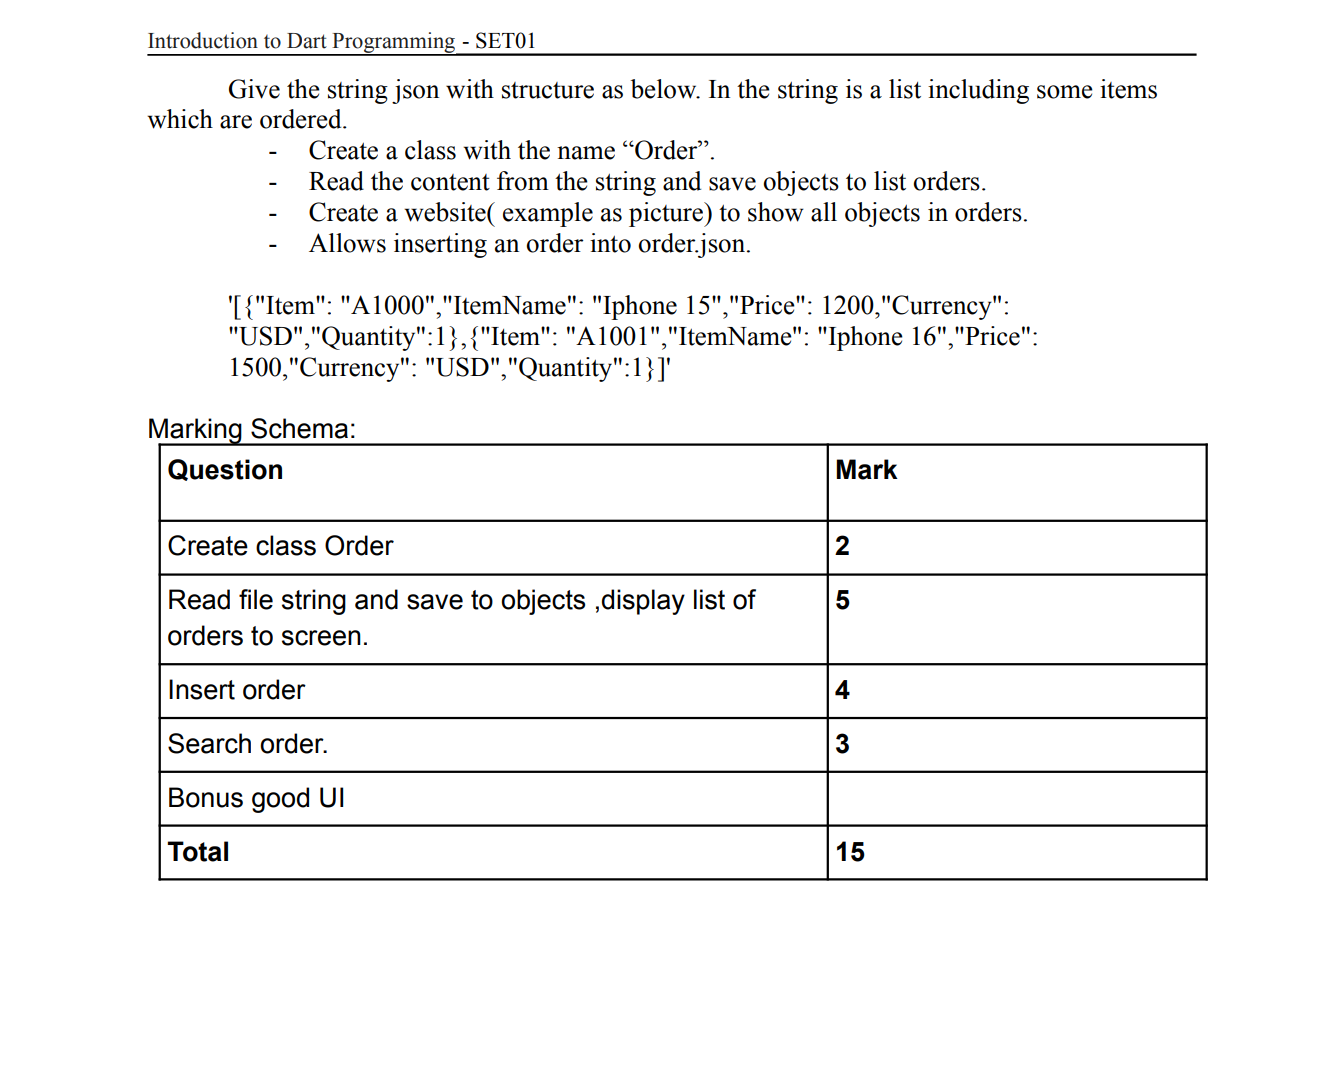 Introduction to Dart Programming - SET01
Give the string json with structure as below. In the string is a list including some items
which are ordered.
- Create a class with the name “Order”.
- Read the content from the string and save objects to list orders.
- Create a website( example as picture) to show all objects in orders.
- Allows inserting an order into order.json.
'[{"Item": "A1000","ItemName": "Iphone 15","Price": 1200,"Currency":
"USD","Quantity":1},{"Item": "A1001","ItemName": "Iphone 16","Price":
1500,"Currency": "USD","Quantity":1}]'
Marking Schema:
Question Mark
Create class Order 2
Read file string and save to objects ,display list of 5
orders to screen.
Insert order 4
Search order. 3
Bonus good UI
Total 15